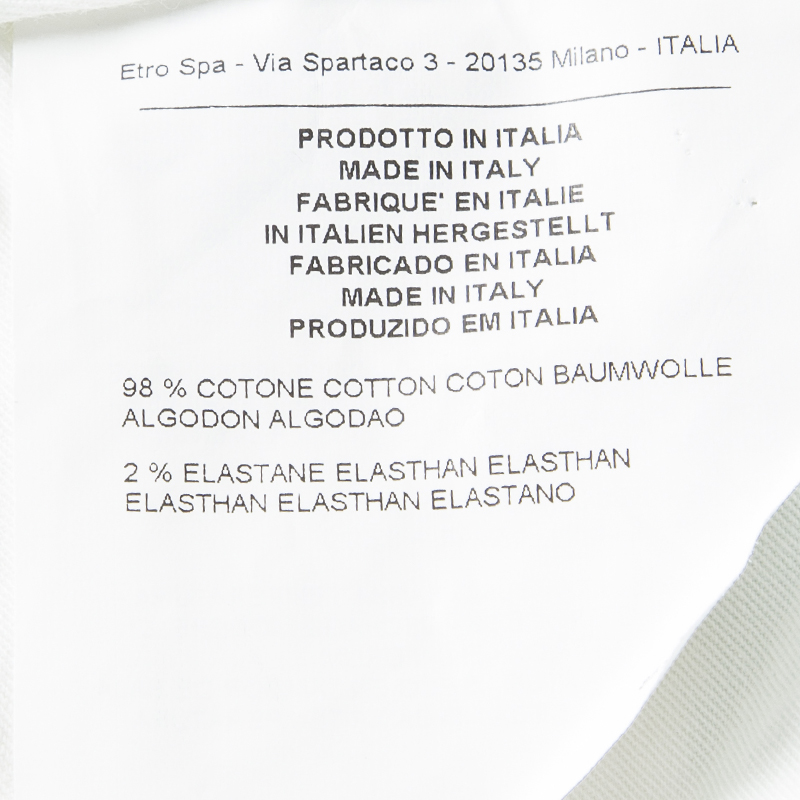 Etro Spa - Via Spartaco 3 - 20135 Milano - ITALIA
PRODOTTO IN ITALIA
MADE IN ITALY
FABRIQUE' EN ITALIE
IN ITALIEN HERGESTELLT
FABRICADO EN ITALIA
MADE IN ITALY
PRODUZIDO EM ITALIA
98 % COTONE COTTON COTON BAUMWOLLE
ALGODON ALGODAO
2 % ELASTANE ELASTHAN ELASTHAN
ELASTHAN ELASTHAN ELASTANO